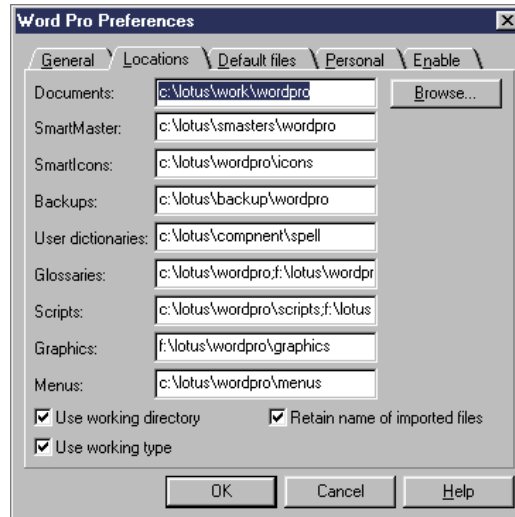 Word Pro Preferences
General Locations Default files Personal Enable
Documents: c:\lotus\work\wordpro Browse...
SmartMaster: c:\lotus\smasters\wordpro
SmartIcons: c:\lotus\wordpro\icons
Backups: c:\lotus\backup\wordpro
User dictionaries: c:\lotus\compnent\spell
Glossaries: c:\lotus\wordpro;f:\lotus\wordpr
Scripts: c:\lotus\wordpro\scripts;f:\lotus
Graphics: f:\lotus\wordpro\graphics
Menus: c:\lotus\wordpro\menus
Use working directory Retain name of imported files
Use working type
OK Cancel Help